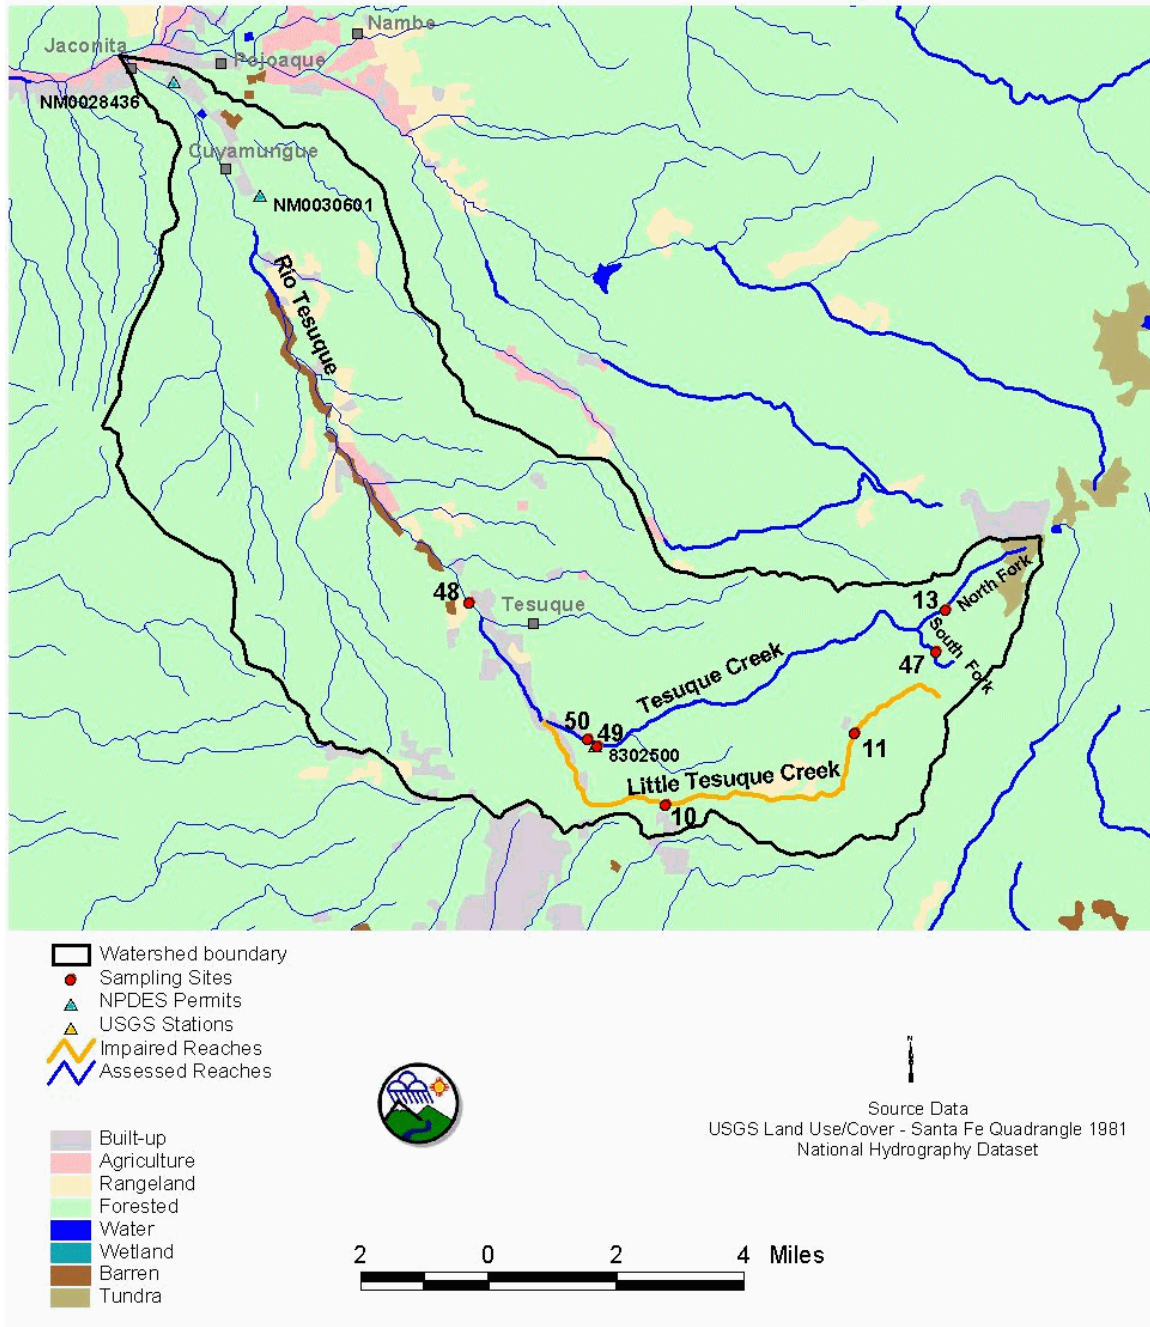 Nambe
Jaconita
Pojoaque
NM0028436
Cuyamungue
NM0030601
Rio Tesuque
48
Tesuque
13
North Fork
South Fork
47
Tesuque Creek
50
49
8302500
11
Little Tesuque Creek
10
Watershed boundary
Sampling Sites
NPDES Permits
USGS Stations
Impaired Reaches
Assessed Reaches
N
Source Data
USGS Land Use/Cover - Santa Fe Quadrangle 1981
National Hydrography Dataset
Built-up
Agriculture
Rangeland
Forested
Water
Wetland
Barren
Tundra
2 0 2 4 Miles